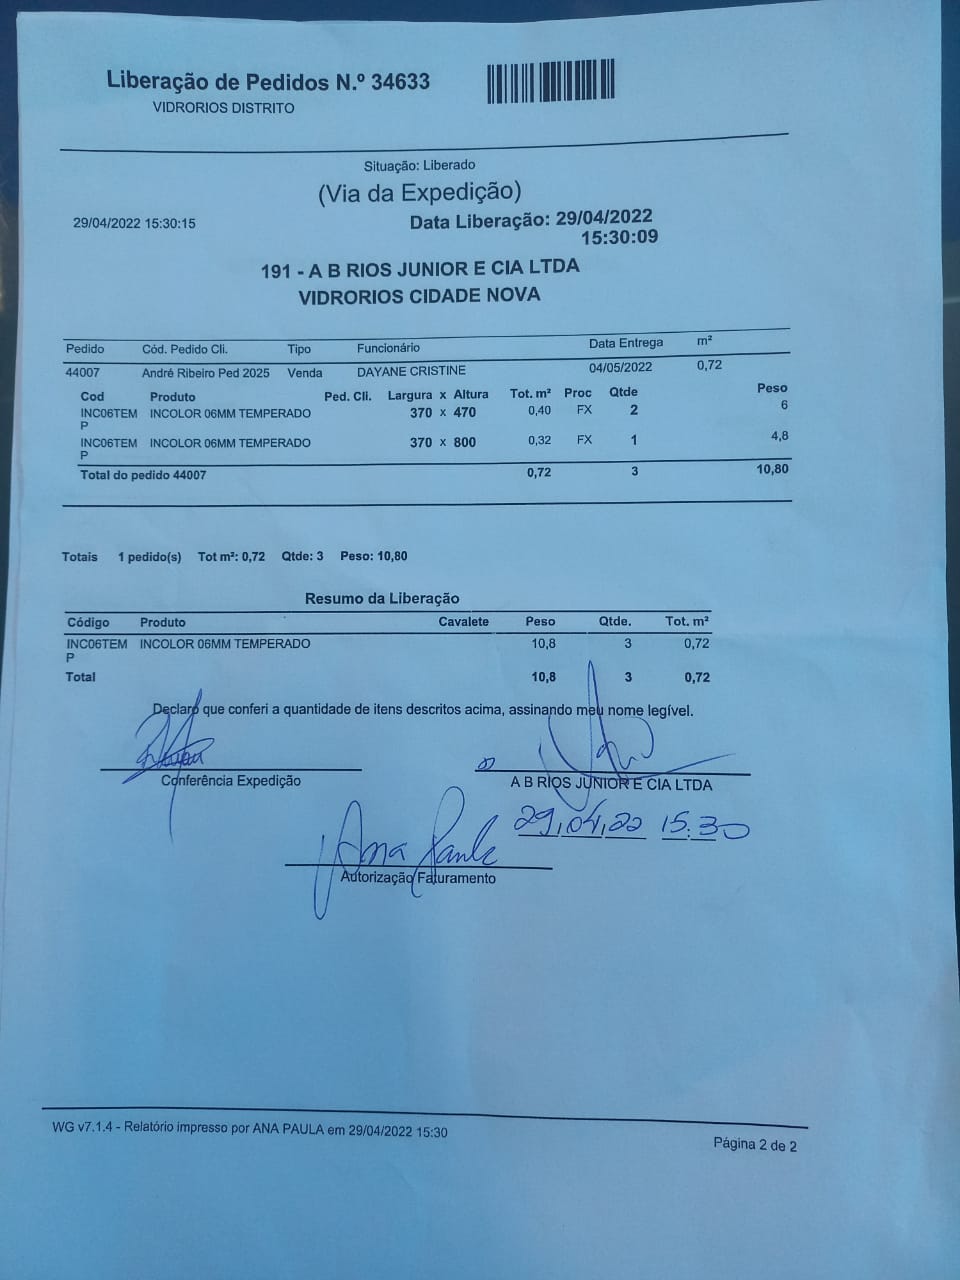 Liberação de Pedidos N.º 34633
VIDRORIOS DISTRITO
Situação: Liberado
(Via da Expedição)
29/04/2022 15:30:15 Data Liberação: 29/04/2022
15:30:09
191 - A B RIOS JUNIOR E CIA LTDA
VIDRORIOS CIDADE NOVA
Pedido Cód. Pedido Cli. Tipo Funcionário Data Entrega m²
44007 André Ribeiro Ped 2025 Venda DAYANE CRISTINE 04/05/2022 0,72
Cod Produto Ped. Cli. Largura x Altura Tot. m² Proc Qtde Peso
INC06TEM INCOLOR 06MM TEMPERADO 370 x 470 0,40 FX 2 6
P
INC06TEM INCOLOR 06MM TEMPERADO 370 x 800 0,32 FX 1 4,8
P
Total do pedido 44007 0,72 3 10,80
Totais 1 pedido(s) Tot m²: 0,72 Qtde: 3 Peso: 10,80
Resumo da Liberação
Código Produto Cavalete Peso Qtde. Tot. m²
INC06TEM INCOLOR 06MM TEMPERADO 10,8 3 0,72
P
Total 10,8 3 0,72
Declaro que conferi a quantidade de itens descritos acima, assinando meu nome legível.
Conferência Expedição A B RIOS JUNIOR E CIA LTDA
29,04,22 15:30
Ana Paula
Autorização Faturamento
WG v7.1.4 - Relatório impresso por ANA PAULA em 29/04/2022 15:30
Página 2 de 2